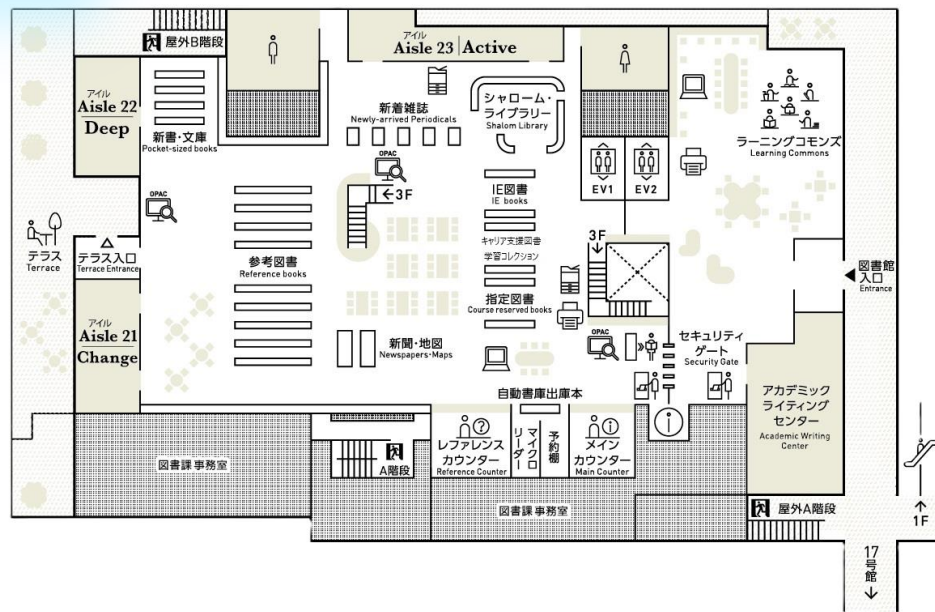 屋外B階段
アイル
Aisle 23 | Active
アイル
Aisle 22
Deep
新書・文庫
Pocket-sized books
新着雑誌
Newly-arrived Periodicals
シャローム・
ライブラリー
Shalom Library
ラーニングコモンズ
Learning Commons
OPAC
OPAC
←3F
IE図書
IE books
EV1
EV2
キャリア支援図書
学習コレクション
3F
↓
テラス
Terrace
テラス入口
Terrace Entrance
参考図書
Reference books
指定図書
Course reserved books
図書館
入口
Entrance
アイル
Aisle 21
Change
新聞・地図
Newspapers・Maps
OPAC
セキュリティ
ゲート
Security Gate
自動書庫出庫本
アカデミック
ライティング
センター
Academic Writing
Center
図書課事務室
A階段
レファレンス
カウンター
Reference Counter
マイクロ
リーダー
予約棚
メイン
カウンター
Main Counter
図書課事務室
屋外A階段
↑
1F
17号館
↓